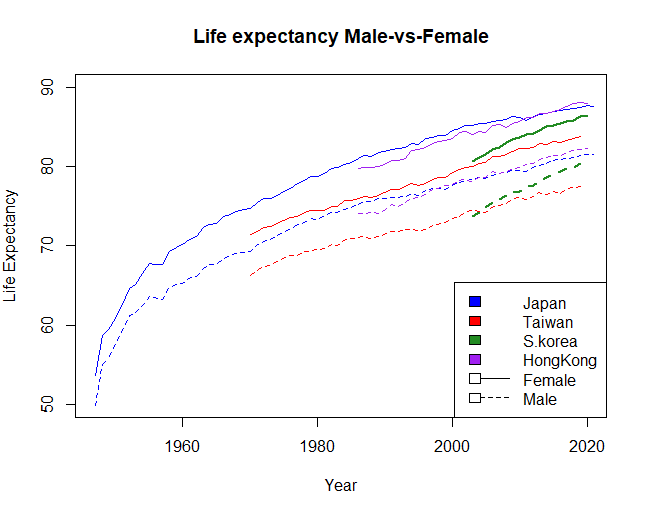 Life expectancy Male-vs-Female
Life Expectancy
90
80
70
60
50
Japan
Taiwan
S.korea
HongKong
Female
Male
1960 1980 2000 2020
Year